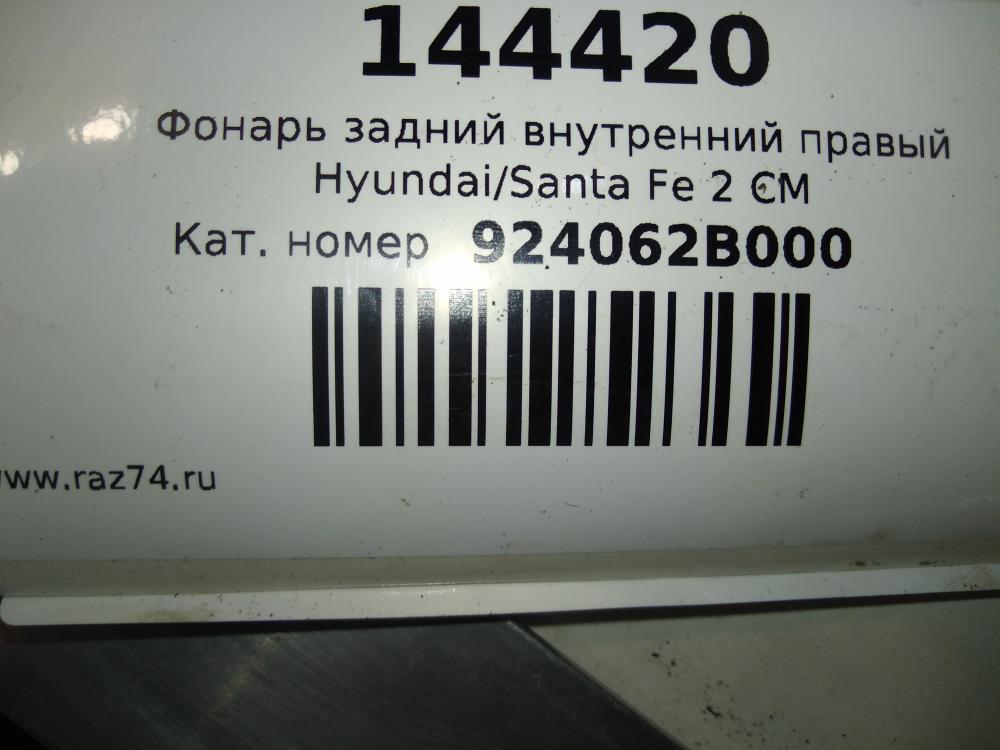 144420
Фонарь задний внутренний правый
Hyundai/Santa Fe 2 CM
Кат. номер 924062B000
www.raz74.ru